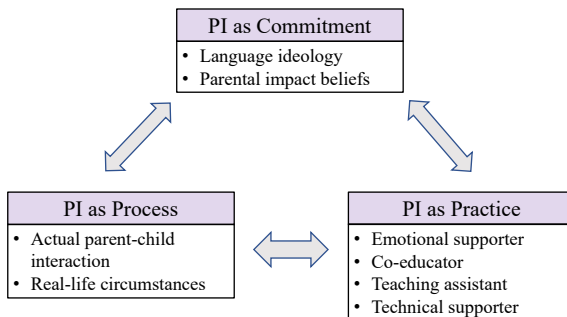 PI as Commitment
• Language ideology
• Parental impact beliefs
PI as Process
• Actual parent-child
interaction
• Real-life circumstances
PI as Practice
• Emotional supporter
• Co-educator
• Teaching assistant
• Technical supporter